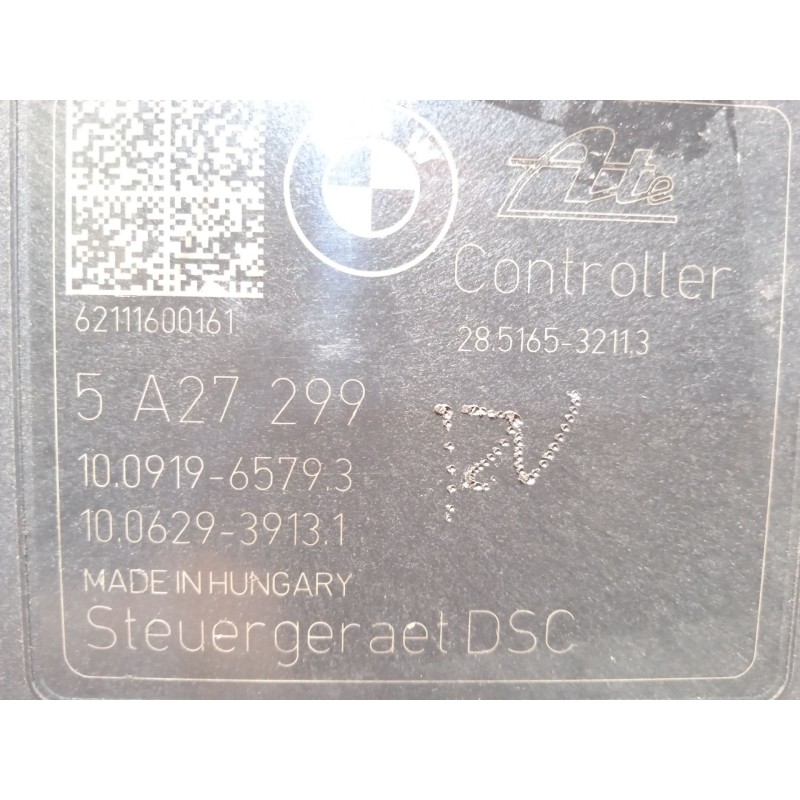 Ate
Controller
62111600161
28.5165-3211.3
5 A27 299
10.0919-6579.3
10.0629-3913.1
MADE IN HUNGARY
Steuergeraet DSC